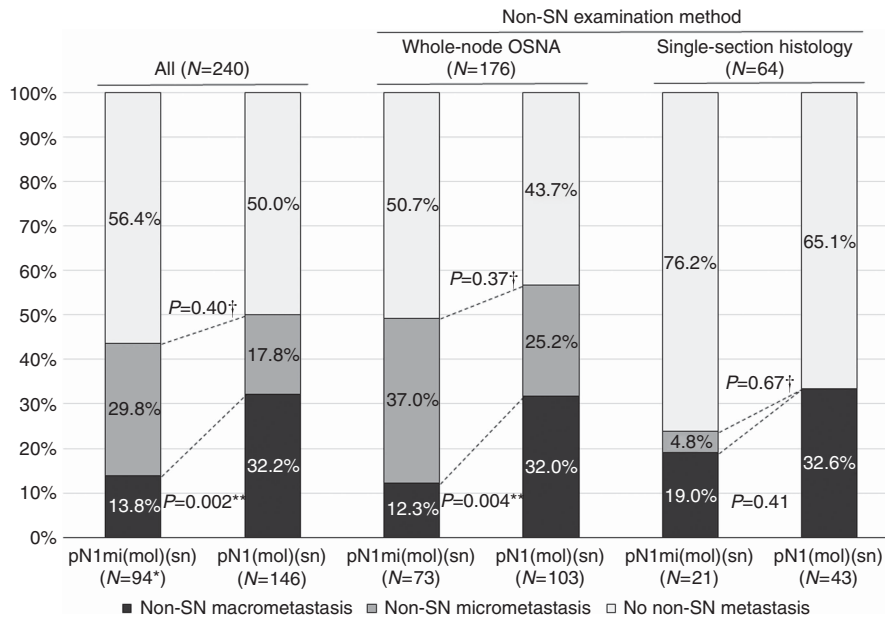 Non-SN examination method
All (N=240)
Whole-node OSNA
(N=176)
Single-section histology
(N=64)
100%
90%
80%
70%
60%
50%
40%
30%
20%
10%
0%
56.4%
29.8%
13.8%
P=0.40†
P=0.002**
50.0%
17.8%
32.2%
50.7%
37.0%
12.3%
P=0.37†
P=0.004**
43.7%
25.2%
32.0%
76.2%
4.8%
19.0%
P=0.67†
P=0.41
65.1%
32.6%
pN1mi(mol)(sn)
(N=94*)
pN1(mol)(sn)
(N=146)
pN1mi(mol)(sn)
(N=73)
pN1(mol)(sn)
(N=103)
pN1mi(mol)(sn)
(N=21)
pN1(mol)(sn)
(N=43)
Non-SN macrometastasis
Non-SN micrometastasis
No non-SN metastasis